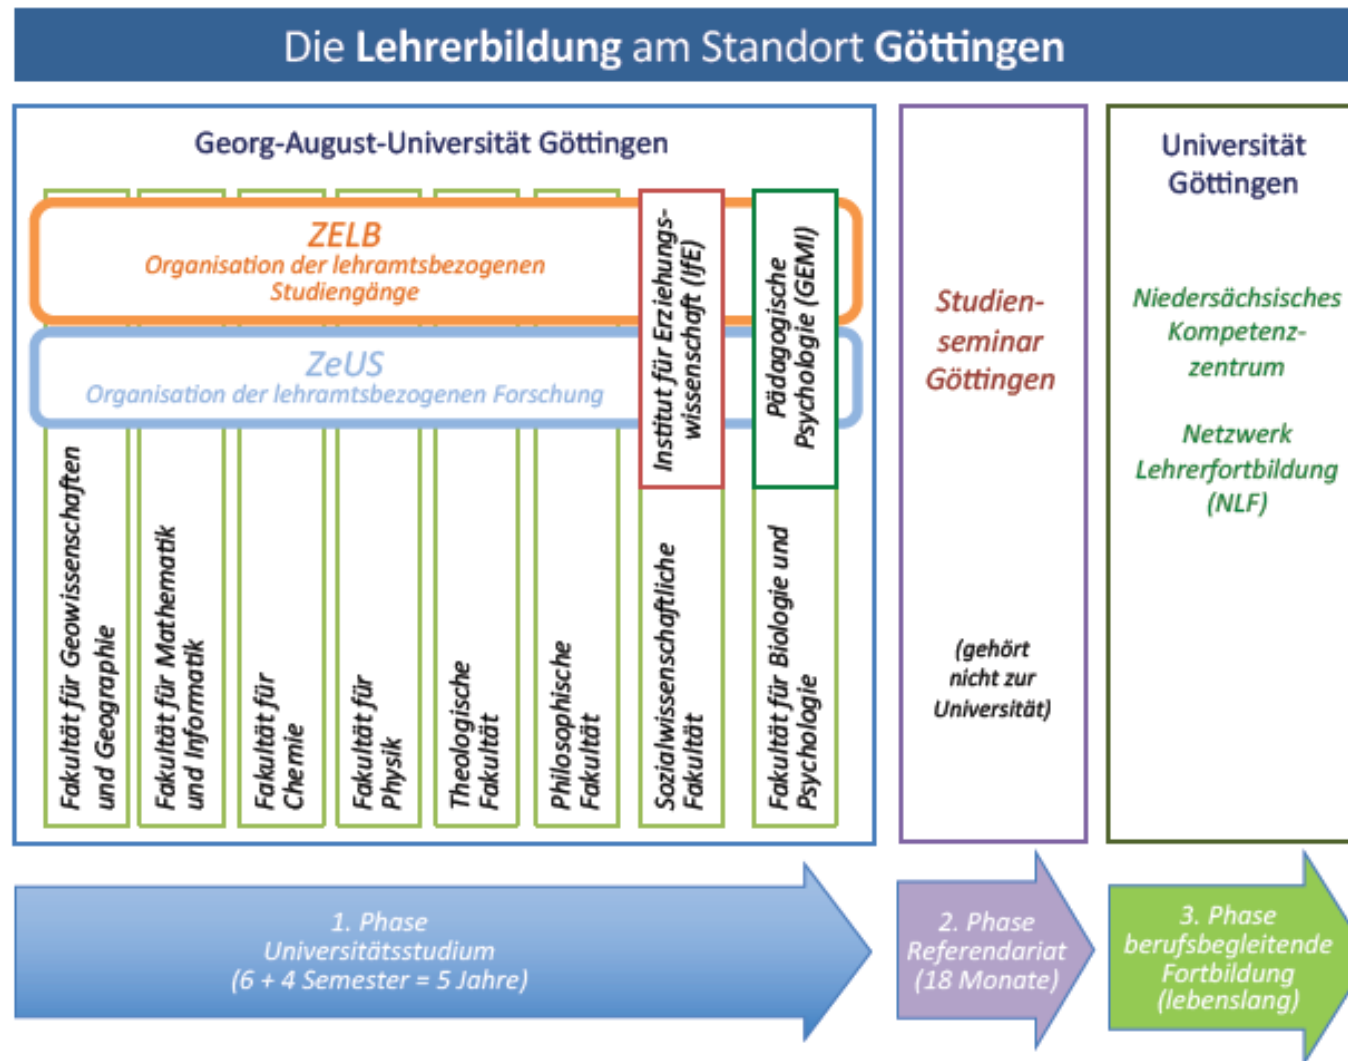 Die Lehrerbildung am Standort Göttingen
Georg-August-Universität Göttingen
ZELB
Organisation der lehramtsbezogenen
Studiengänge
ZeUS
Organisation der lehramtsbezogenen Forschung
Institut für Erziehungs-
wissenschaft (IfE)
Pädagogische
Psychologie (GEMI)
Fakultät für Geowissenschaften
und Geographie
Fakultät für Mathematik
und Informatik
Fakultät für
Chemie
Fakultät für
Physik
Theologische
Fakultät
Philosophische
Fakultät
Sozialwissenschaftliche
Fakultät
Fakultät für Biologie und
Psychologie
Studien-
seminar
Göttingen
(gehört
nicht zur
Universität)
Universität
Göttingen
Niedersächsisches
Kompetenz-
zentrum
Netzwerk
Lehrerfortbildung
(NLF)
1. Phase
Universitätsstudium
(6 + 4 Semester = 5 Jahre)
2. Phase
Referendariat
(18 Monate)
3. Phase
berufsbegleitende
Fortbildung
(lebenslang)